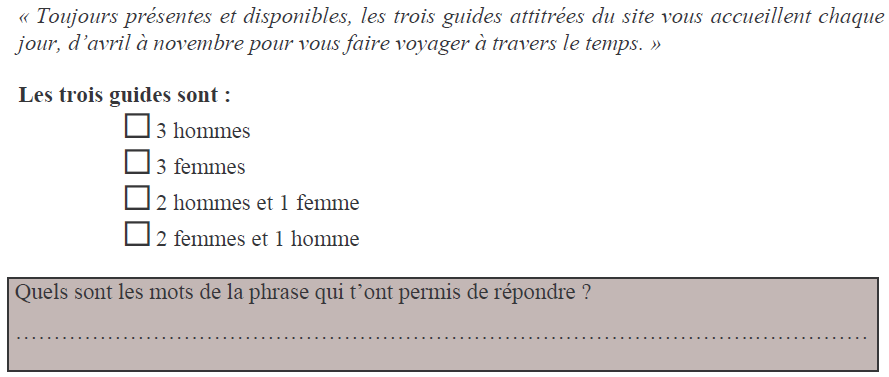 « Toujours présentes et disponibles, les trois guides attitrées du site vous accueillent chaque
jour, d’avril à novembre pour vous faire voyager à travers le temps. »
Les trois guides sont :
3 hommes
3 femmes
2 hommes et 1 femme
2 femmes et 1 homme
Quels sont les mots de la phrase qui t’ont permis de répondre ?
……………………………………………………………………………………………